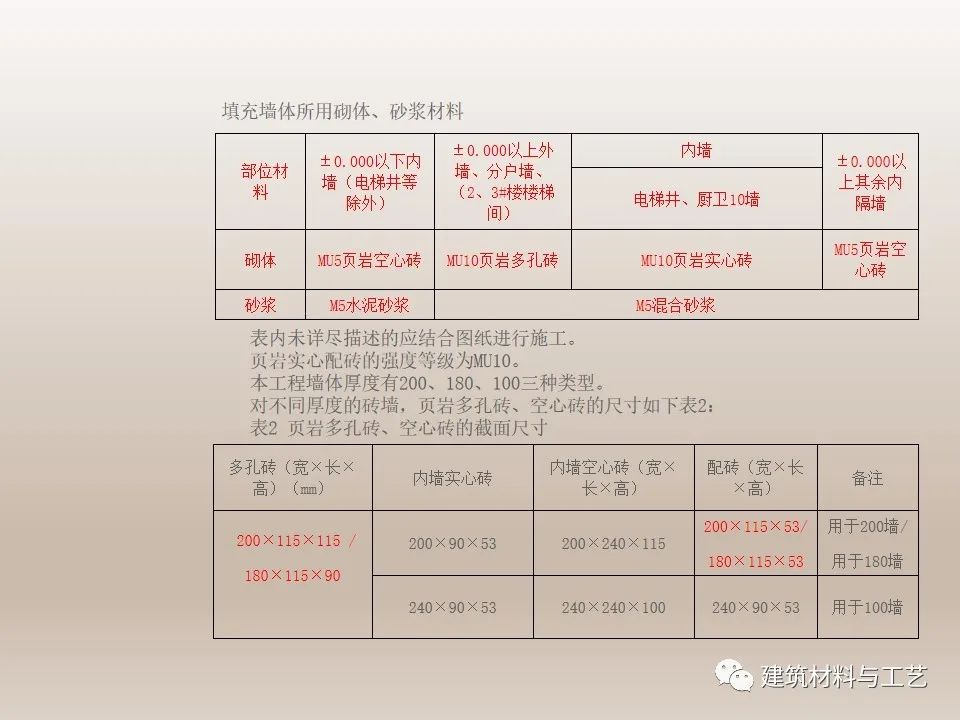 填充墙体所用砌体、砂浆材料
部位材
料
±0.000以下内
墙（电梯井等
除外）
±0.000以上外
墙、分户墙、
（2、3#楼楼梯
间）
内墙
电梯井、厨卫10墙
±0.000以
上其余内
隔墙
砌体
MU5页岩空心砖
MU10页岩多孔砖
MU10页岩实心砖
MU5页岩空
心砖
砂浆
M5水泥砂浆
M5混合砂浆
表内未详尽描述的应结合图纸进行施工。
页岩实心配砖的强度等级为MU10。
本工程墙体厚度有200、180、100三种类型。
对不同厚度的砖墙，页岩多孔砖、空心砖的尺寸如下表2：
表2 页岩多孔砖、空心砖的截面尺寸
多孔砖（宽×长×
高）（mm）
内墙实心砖
内墙空心砖（宽×
长×高）
配砖（宽×长
×高）
备注
200×115×115 /
180×115×90
200×90×53
200×240×115
200×115×53/
180×115×53
用于200墙/
用于180墙
240×90×53
240×240×100
240×90×53
用于100墙
建筑材料与工艺